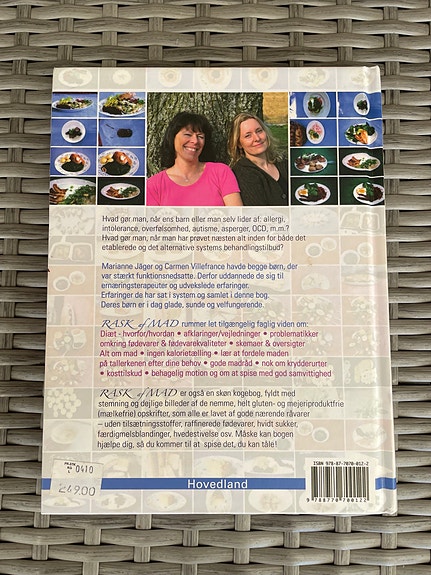 Hvad gør man, når ens barn eller man selv lider af: allergi,
intolerance, overfølsomhed, autisme, asperger, OCD, m.m.?
Hvad gør man, når man har prøvet næsten alt inden for både det
etablerede og det alternative systems behandlingstilbud?
Marianne Jäger og Carmen Villefrance havde begge børn, der
var stærkt funktionsnedsatte. Derfor uddannede de sig til
ernæringsterapeuter og udvekslede erfaringer.
Erfaringer de har sat i system og samlet i denne bog.
Deres børn er i dag glade, sunde og velfungerende.
RASK af MAD rummer let tilgængelig faglig viden om:
Diæt - hvorfor/hvordan • afklaringer/vejledninger • problematikker
omkring fødevarer & fødevarekvaliteter • skemaer & oversigter
Alt om mad • ingen kalorietælling • lær at fordele maden
på tallerkenen efter dine behov • gode madråd • nok om krydderurter
• kosttilskud • behagelig motion og om at spise med god samvittighed
RASK af MAD er også en skøn kogebog, fyldt med
stemning og dejlige billeder af de nemme, helt gluten- og mejeriproduktfrie
(mælkefrie) opskrifter, som alle er lavet af gode nærende råvarer
– uden tilsætningsstoffer, raffinerede fødevarer, hvidt sukker,
færdigmelsblandinger, hvedestivelse osv. Måske kan bogen
hjælpe dig, så du kommer til at spise det, du kan tåle!
0410
249.00
Hovedland
ISBN 978-87-7070-012-2
9 788770 700122